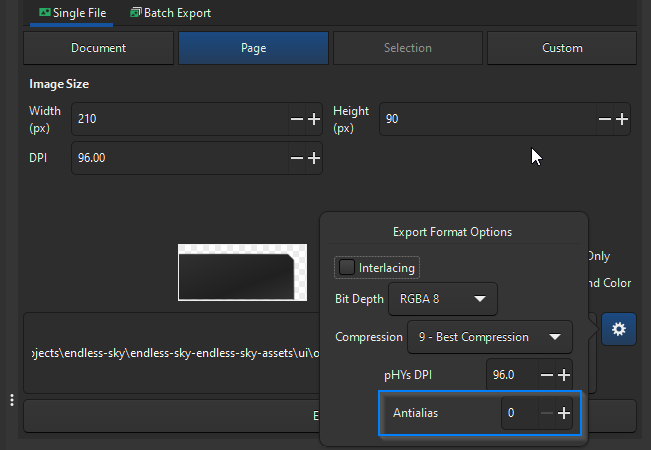 Single File Batch Export
Document Page Selection Custom
Image Size
Width (px) 210 Height (px) 90
DPI 96.00
Export Format Options
Only
Interlacing
nd Color
Bit Depth RGBA 8
Compression 9 - Best Compression
ojects\endless-sky\endless-sky-endless-sky-assets\ui\o
pHYs DPI 96.0
Antialias 0
E